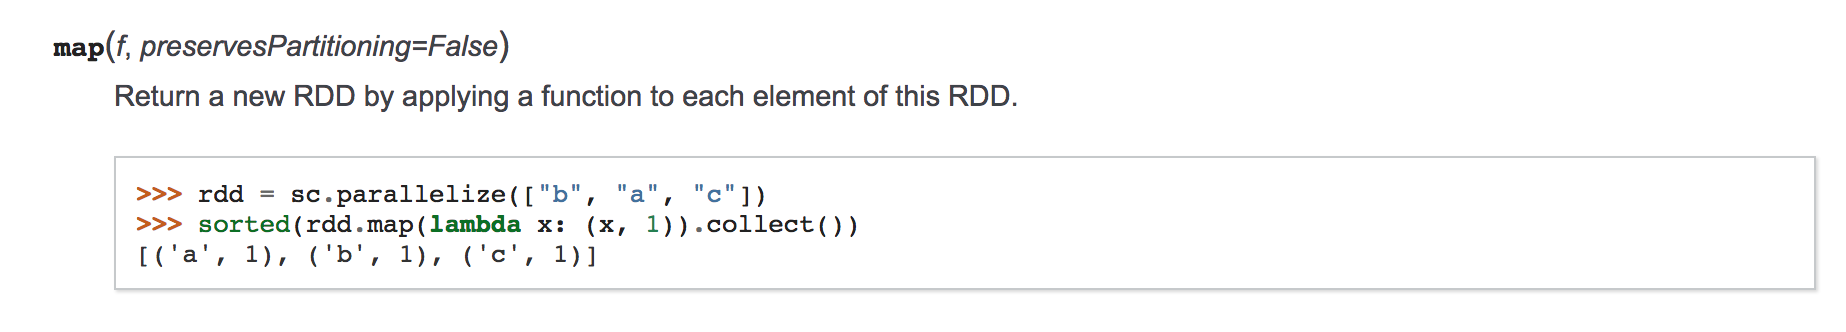 map(f, preservesPartitioning=False)
Return a new RDD by applying a function to each element of this RDD.
>>> rdd = sc.parallelize(["b", "a", "c"])
>>> sorted(rdd.map(lambda x: (x, 1)).collect())
[('a', 1), ('b', 1), ('c', 1)]